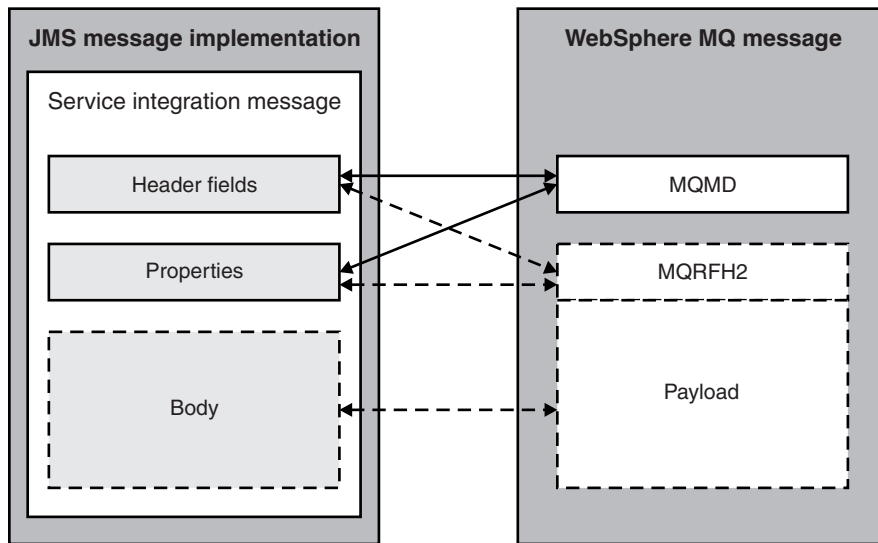 JMS message implementation
Service integration message
Header fields
Properties
Body
WebSphere MQ message
MQMD
MQRFH2
Payload